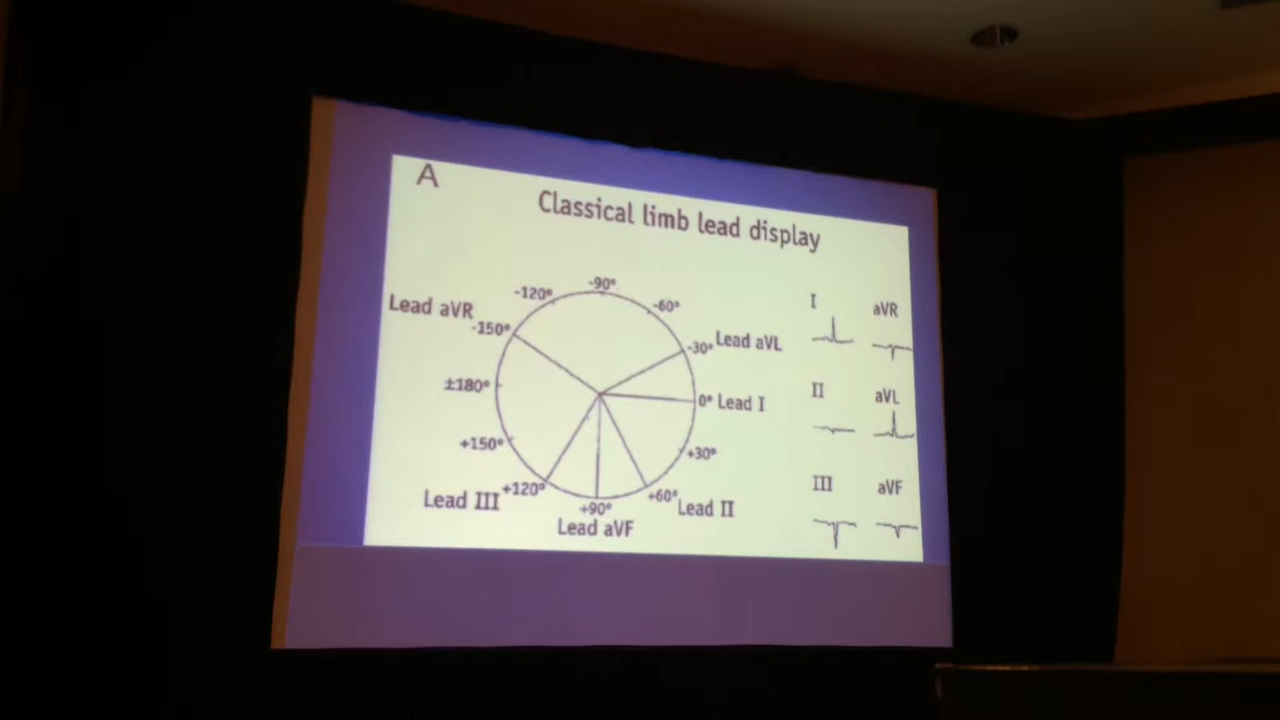 A
Classical limb lead display
-90°
-120°
-60°
Lead aVR
-150°
-30° Lead aVL
±180°
0° Lead I
+150°
+30°
Lead III +120°
+60° Lead II
+90°
Lead aVF
I aVR
II aVL
III aVF